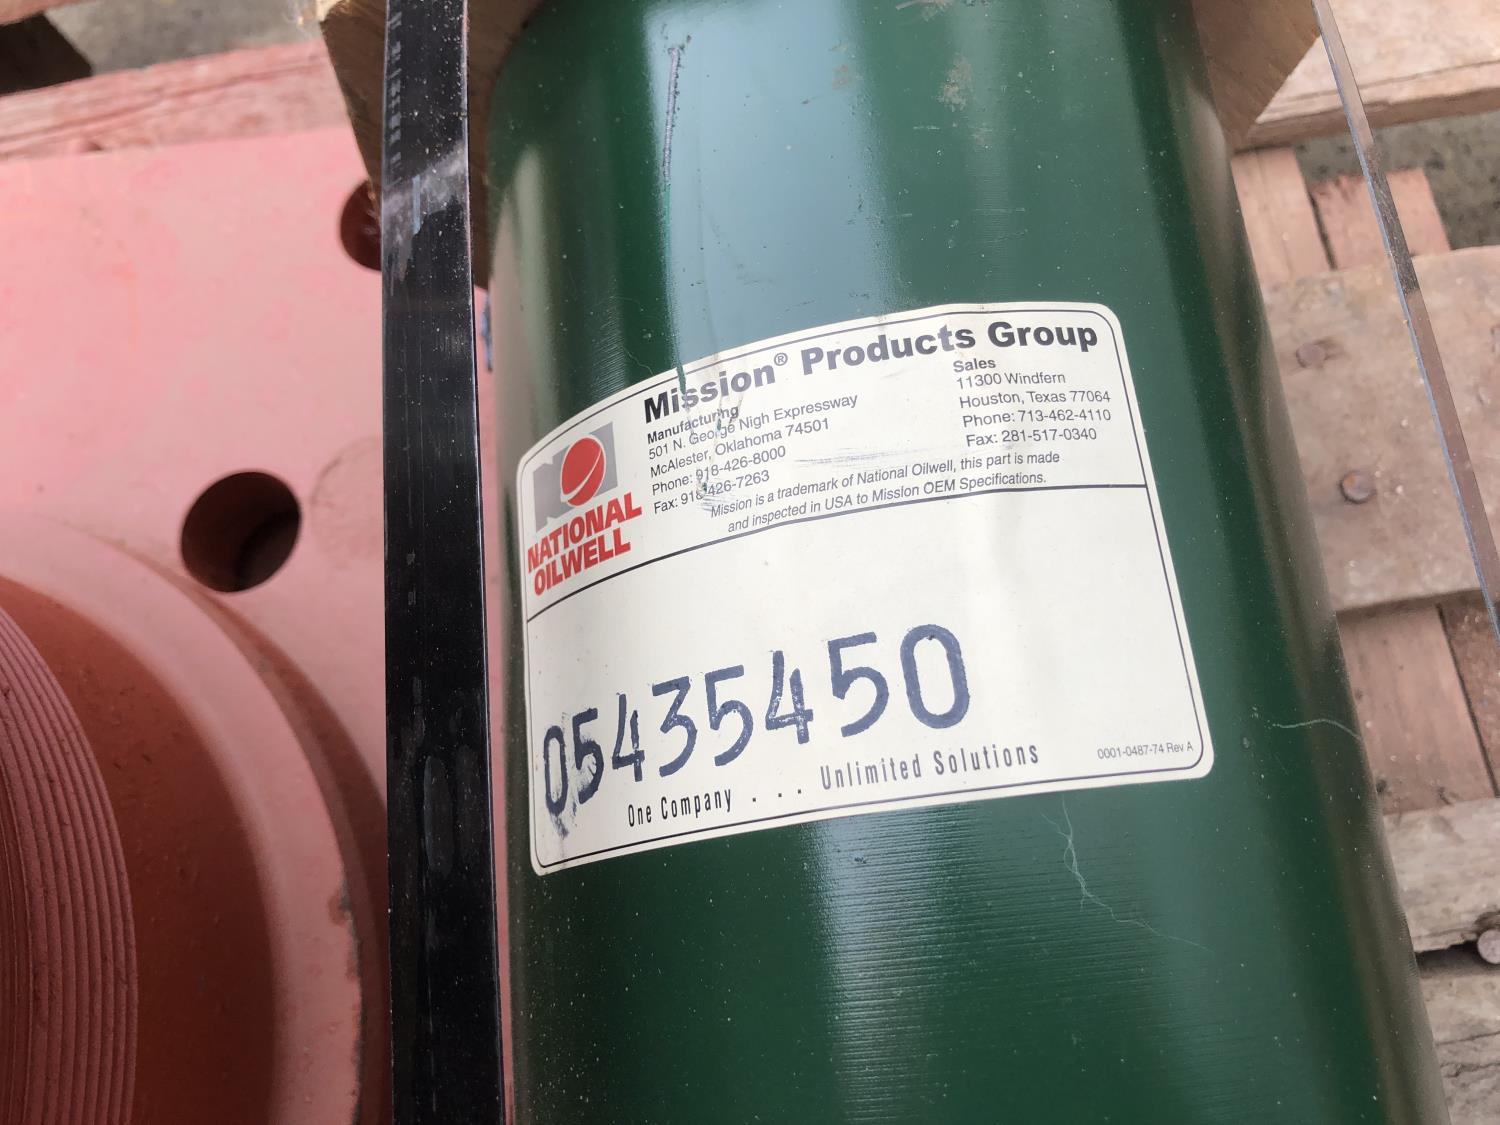 Mission® Products Group
Manufacturing
501 N. George Nigh Expressway
McAlester, Oklahoma 74501
Phone: 918-426-8000
Fax: 918-426-7263
Sales
11300 Windfern
Houston, Texas 77064
Phone: 713-462-4110
Fax: 281-517-0340
Mission is a trademark of National Oilwell, this part is made
and inspected in USA to Mission OEM Specifications.
NATIONAL
OILWELL
05435450
One Company . . . Unlimited Solutions
0001-0487-74 Rev A